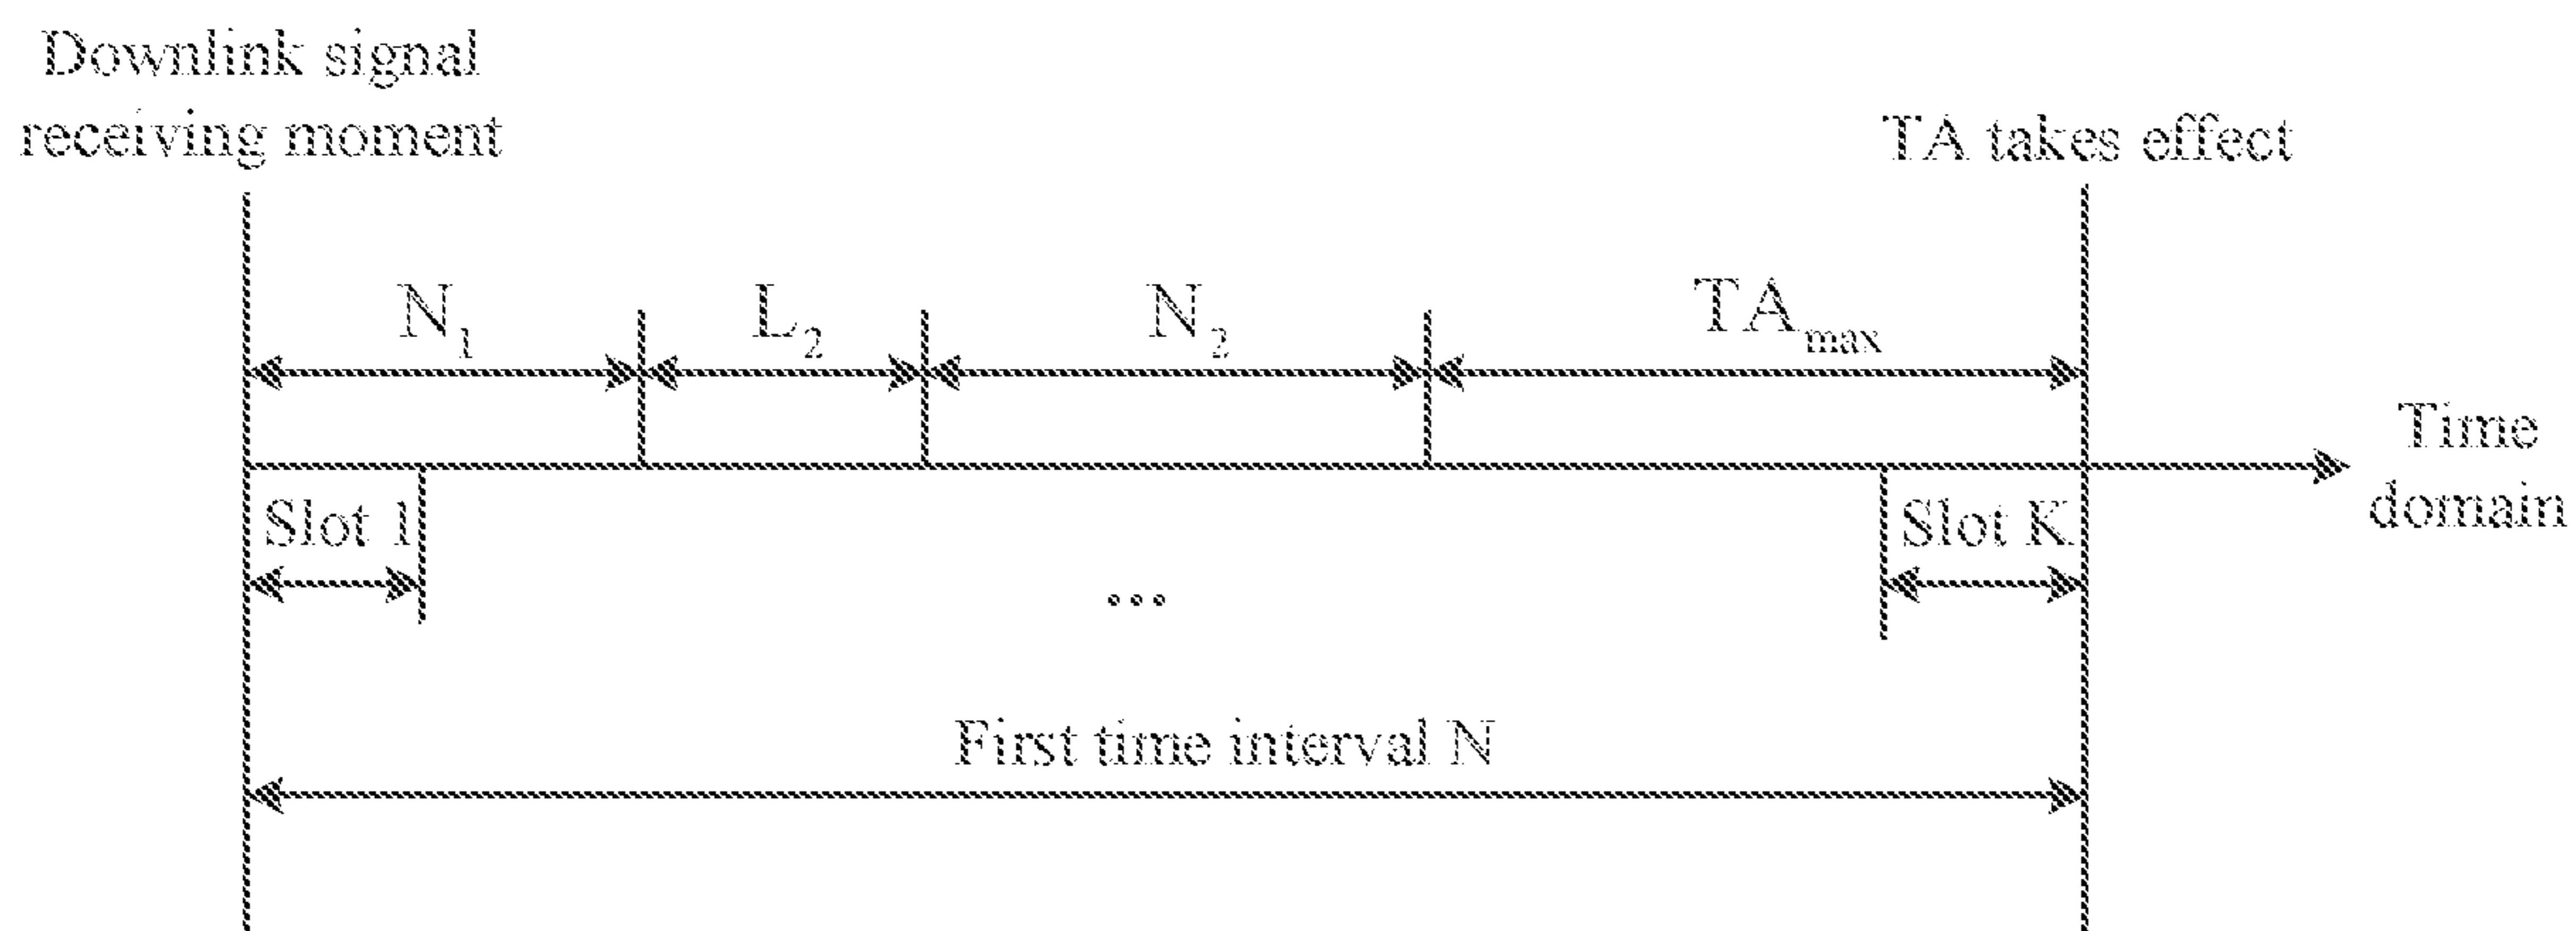 Downlink signal
receiving moment
TA takes effect
N₁
L₂
N₂
TAmax
Time
domain
Slot 1
Slot K
...
First time interval N